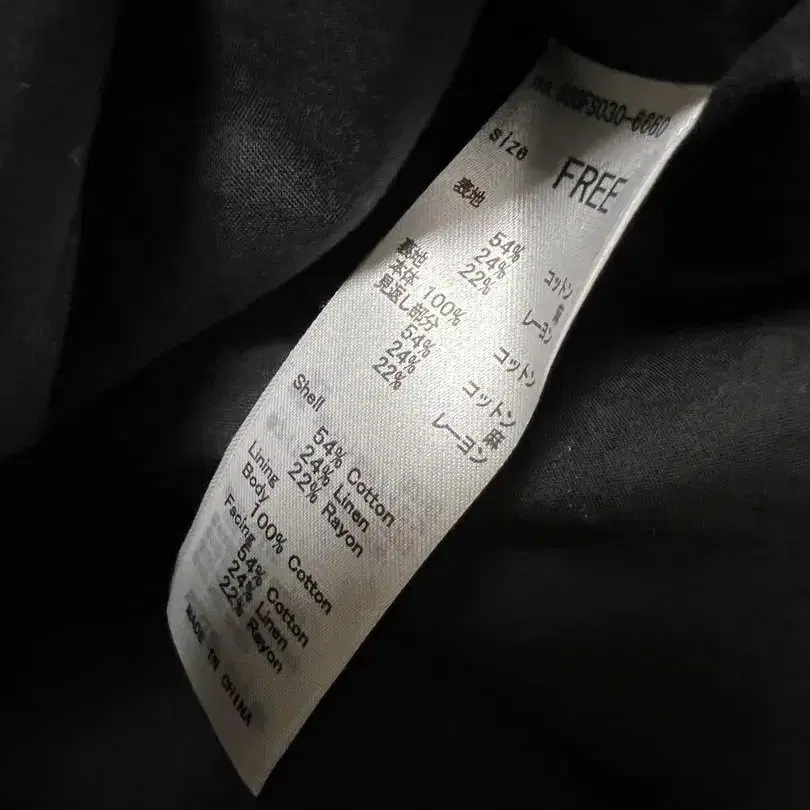 size FREE
表地
54% コットン
24% 麻
22% レーヨン
裏地
本体 100% コットン
見返し部分
54% コットン
24% 麻
22% レーヨン
Shell
54% Cotton
24% Linen
22% Rayon
Lining
Body 100% Cotton
Facing
54% Cotton
24% Linen
22% Rayon
MADE IN CHINA